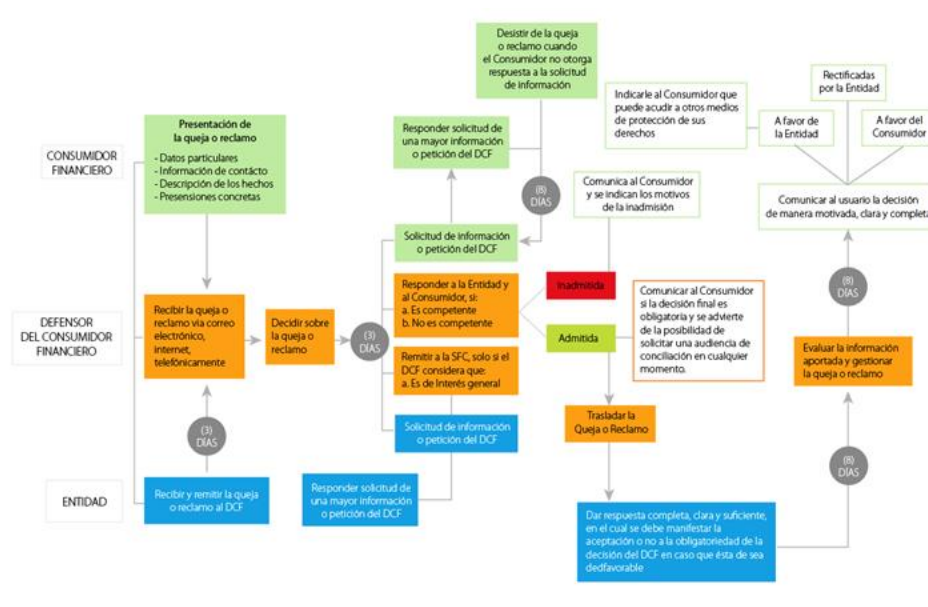 CONSUMIDOR
FINANCIERO
DEFENSOR
DEL CONSUMIDOR
FINANCIERO
ENTIDAD
Presentación de
la queja o reclamo
- Datos particulares
- Información de contácto
- Descripción de los hechos
- Presensiones concretas
Recibir la queja o
reclamo via correo
electrónico,
internet,
telefónicamente
(3)
DÍAS
Recibir y remitir la queja
o reclamo al DCF
Decidir sobre
la queja o
reclamo
(3)
DÍAS
Desistir de la queja
o reclamo cuando
el Consumidor no otorga
respuesta a la solicitud
de información
Responder solicitud de
una mayor información
o petición del DCF
(8)
DÍAS
Solicitud de información
o petición del DCF
Responder a la Entidad y
al Consumidor, si:
a. Es competente
b. No es competente
Remitir a la SFC, solo si el
DCF considera que:
a. Es de Interés general
Solicitud de información
o petición del DCF
Responder solicitud de
una mayor información
o petición del DCF
Comunica al Consumidor
y se indican los motivos
de la inadmisión
Inadmitida
Admitida
Comunicar al Consumidor
si la decisión final es
obligatoria y se advierte
de la posibilidad de
solicitar una audiencia de
conciliación en cualquier
momento.
Trasladar la
Queja o Reclamo
Dar respuesta completa, clara y suficiente,
en el cual se debe manifestar la
aceptación o no a la obligatoriedad de la
decisión del DCF en caso que ésta de sea
dedfavorable
(8)
DÍAS
Evaluar la información
aportada y gestionar
la queja o reclamo
(8)
DÍAS
Comunicar al usuario la decisión
de manera motivada, clara y completa
Indicarle al Consumidor que
puede acudir a otros medios
de protección de sus
derechos
A favor de
la Entidad
Rectificadas
por la Entidad
A favor del
Consumidor